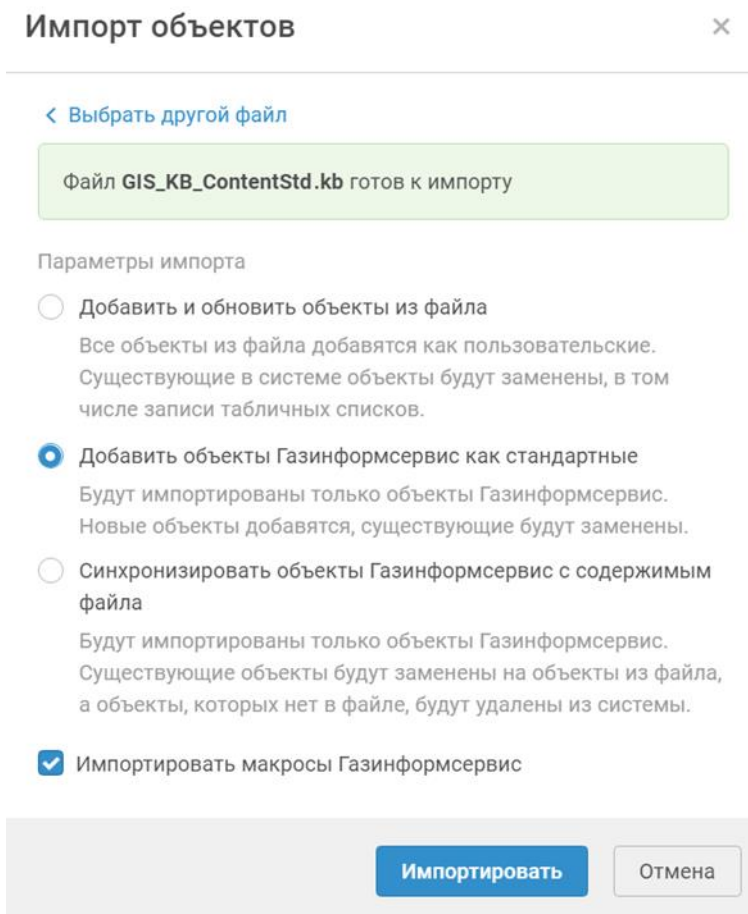 Импорт объектов
Выбрать другой файл
Файл GIS_KB_ContentStd.kb готов к импорту
Параметры импорта
Добавить и обновить объекты из файла
Все объекты из файла добавятся как пользовательские.
Существующие в системе объекты будут заменены, в том
числе записи табличных списков.
Добавить объекты Газинформсервис как стандартные
Будут импортированы только объекты Газинформсервис.
Новые объекты добавятся, существующие будут заменены.
Синхронизировать объекты Газинформсервис с содержимым
файла
Будут импортированы только объекты Газинформсервис.
Существующие объекты будут заменены на объекты из файла,
а объекты, которых нет в файле, будут удалены из системы.
Импортировать макросы Газинформсервис
Импортировать
Отмена